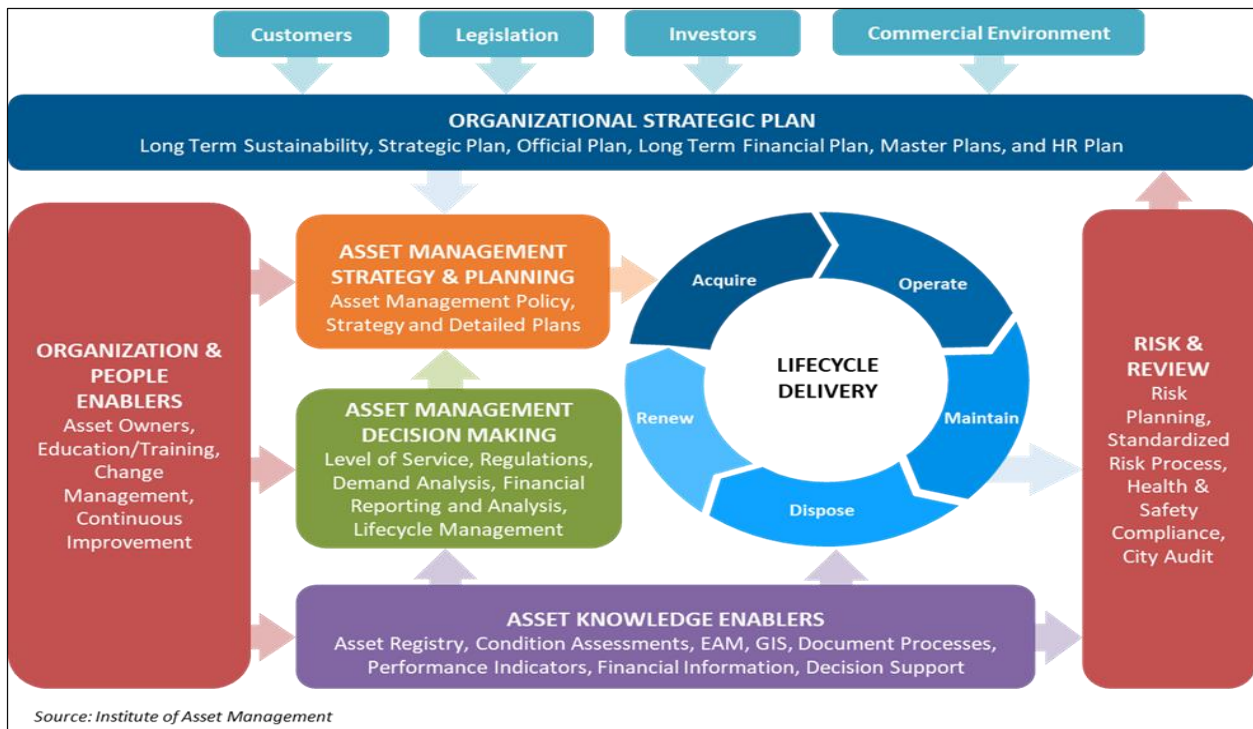 Customers
Legislation
Investors
Commercial Environment
ORGANIZATIONAL STRATEGIC PLAN
Long Term Sustainability, Strategic Plan, Official Plan, Long Term Financial Plan, Master Plans, and HR Plan
ORGANIZATION &
PEOPLE
ENABLERS
Asset Owners,
Education/Training,
Change
Management,
Continuous
Improvement
ASSET MANAGEMENT
STRATEGY & PLANNING
Asset Management Policy,
Strategy and Detailed Plans
ASSET MANAGEMENT
DECISION MAKING
Level of Service, Regulations,
Demand Analysis, Financial
Reporting and Analysis,
Lifecycle Management
Acquire
Operate
Maintain
Dispose
Renew
LIFECYCLE
DELIVERY
RISK &
REVIEW
Risk
Planning,
Standardized
Risk Process,
Health &
Safety
Compliance,
City Audit
ASSET KNOWLEDGE ENABLERS
Asset Registry, Condition Assessments, EAM, GIS, Document Processes,
Performance Indicators, Financial Information, Decision Support
Source: Institute of Asset Management